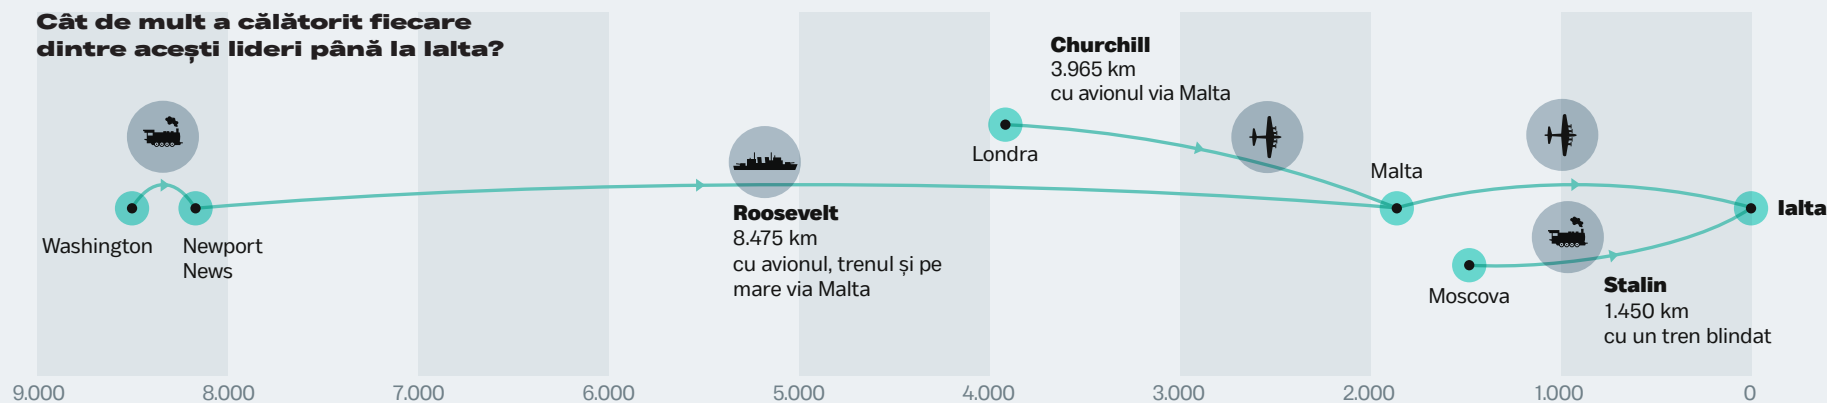 Cât de mult a călătorit fiecare
dintre acești lideri până la Ialta?
Churchill
3.965 km
cu avionul via Malta
Londra
Malta
Ialta
Washington
Newport
News
Roosevelt
8.475 km
cu avionul, trenul și pe
mare via Malta
Moscova
Stalin
1.450 km
cu un tren blindat
9.000 8.000 7.000 6.000 5.000 4.000 3.000 2.000 1.000 0